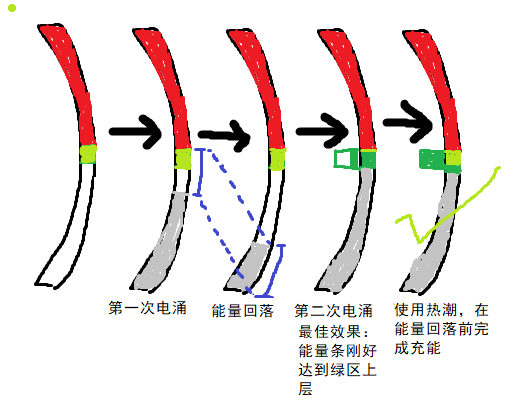 第一次电涌
能量回落
第二次电涌
最佳效果：
能量条刚好
达到绿区上
层
使用热潮，在
能量回落前完
成充能